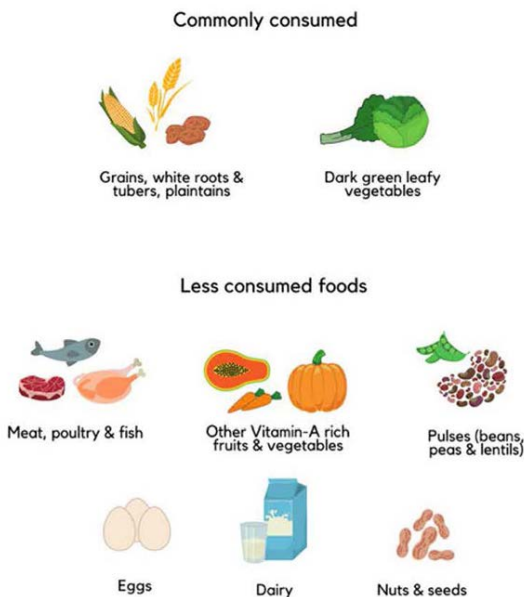 Commonly consumed
Grains, white roots &
tubers, plaintains
Dark green leafy
vegetables
Less consumed foods
Meat, poultry & fish
Other Vitamin-A rich
fruits & vegetables
Pulses (beans,
peas & lentils)
Eggs
Dairy
Nuts & seeds